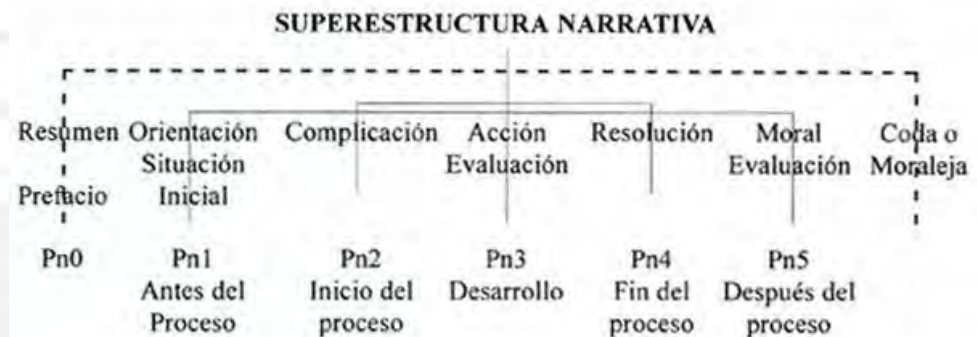 SUPERESTRUCTURA NARRATIVA
Resumen Orientación Complicación Acción Resolución Moral Coda o
Situación Evaluación Evaluación Moraleja
Prefacio Inicial
Pn0 Pn1 Pn2 Pn3 Pn4 Pn5
Antes del Inicio del Desarrollo Fin del Después del
Proceso proceso proceso proceso